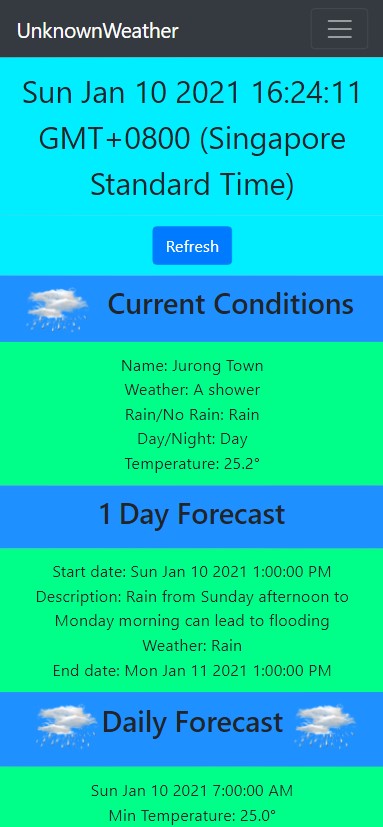 UnknownWeather
Sun Jan 10 2021 16:24:11
GMT+0800 (Singapore
Standard Time)
Refresh
Current Conditions
Name: Jurong Town
Weather: A shower
Rain/No Rain: Rain
Day/Night: Day
Temperature: 25.2°
1 Day Forecast
Start date: Sun Jan 10 2021 1:00:00 PM
Description: Rain from Sunday afternoon to
Monday morning can lead to flooding
Weather: Rain
End date: Mon Jan 11 2021 1:00:00 PM
Daily Forecast
Sun Jan 10 2021 7:00:00 AM
Min Temperature: 25.0°